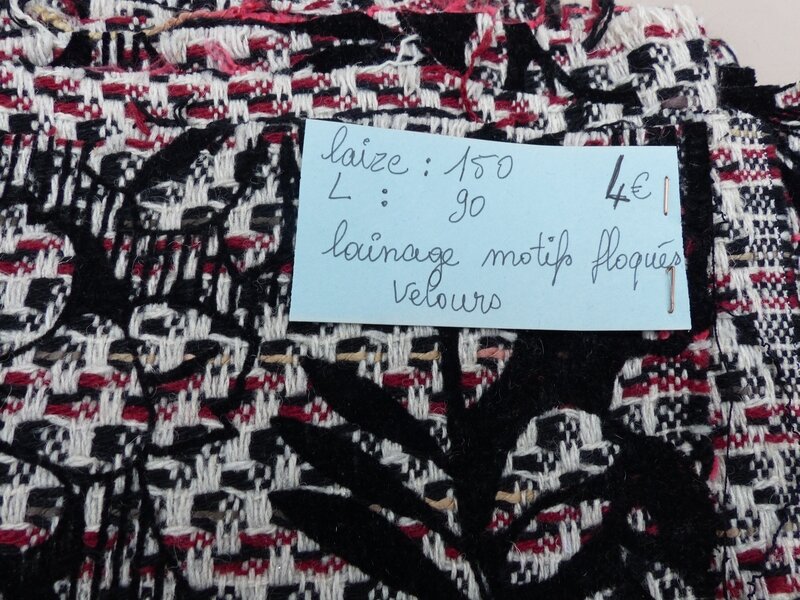 laize : 150
4€
L : 90
lainage motifs floqués
velours